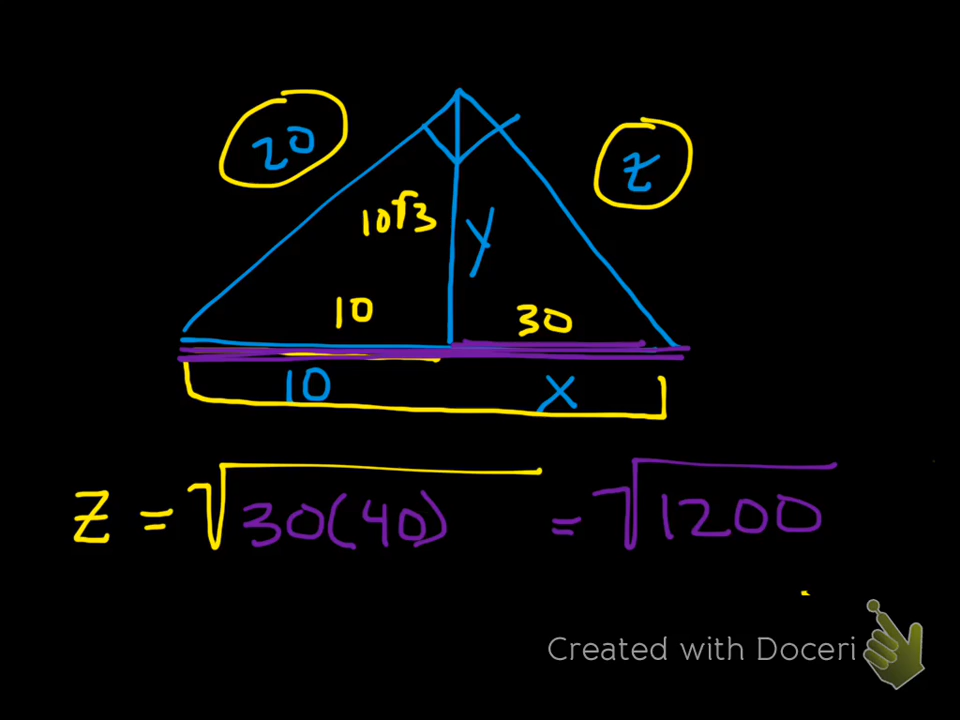 20
z
10√3
y
10
30
10
x
z = √30(40) = √1200
Created with Doceri